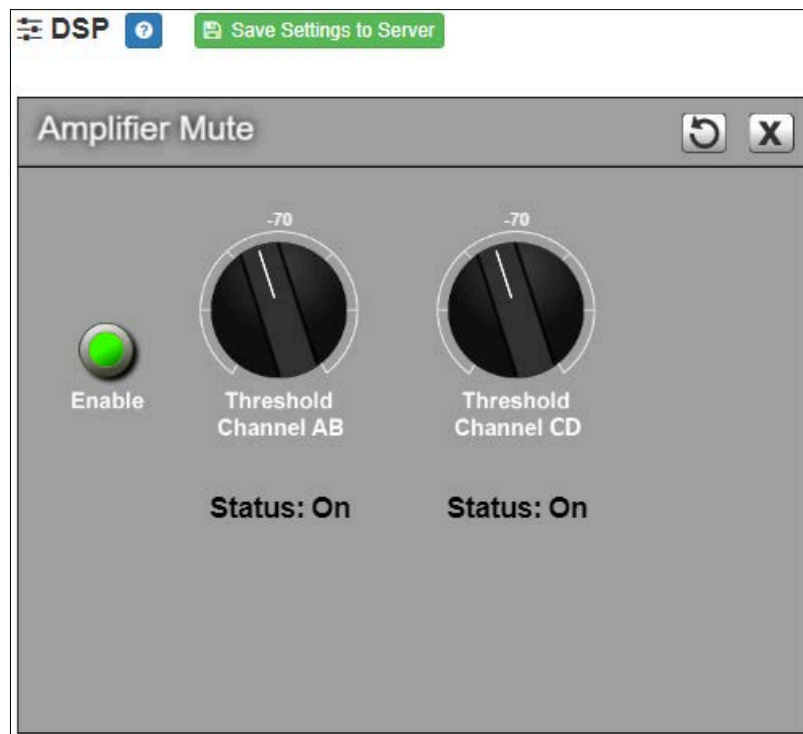 DSP
Save Settings to Server
Amplifier Mute
X
-70
-70
Enable
Threshold
Channel AB
Threshold
Channel CD
Status: On
Status: On